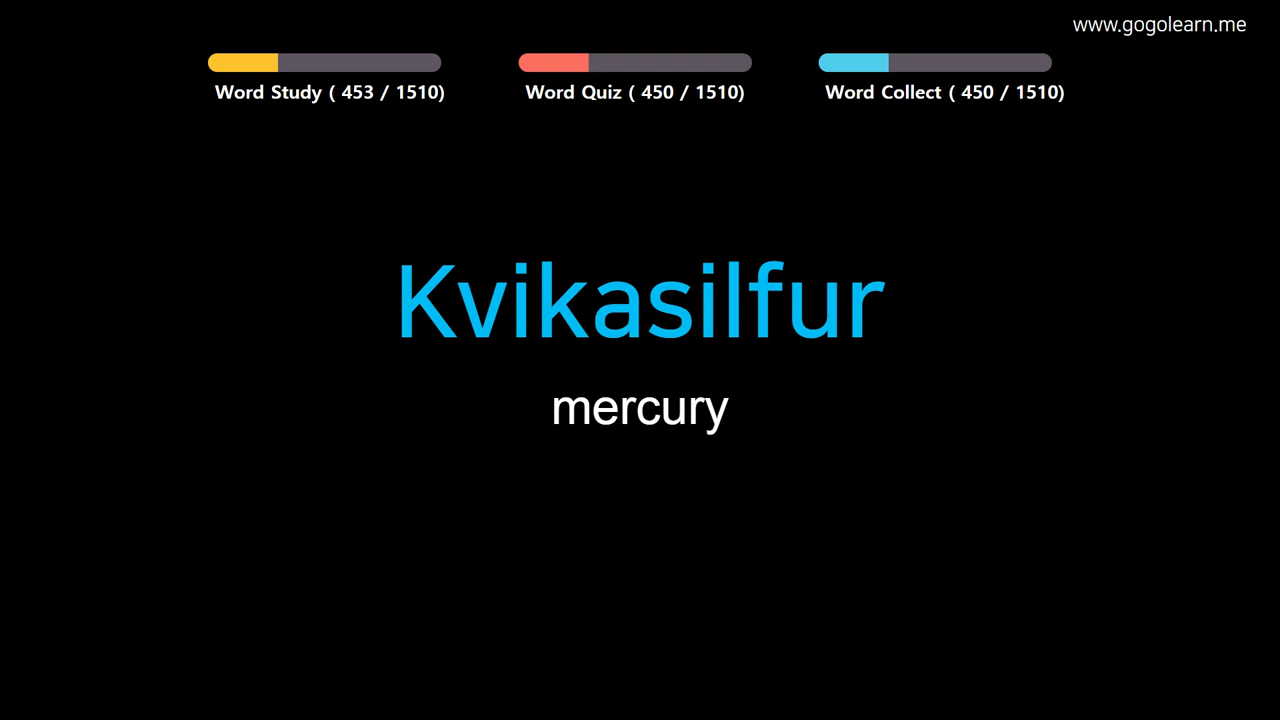 www.gogolearn.me
Word Study ( 453 / 1510)
Word Quiz ( 450 / 1510)
Word Collect ( 450 / 1510)
Kvikasilfur
mercury